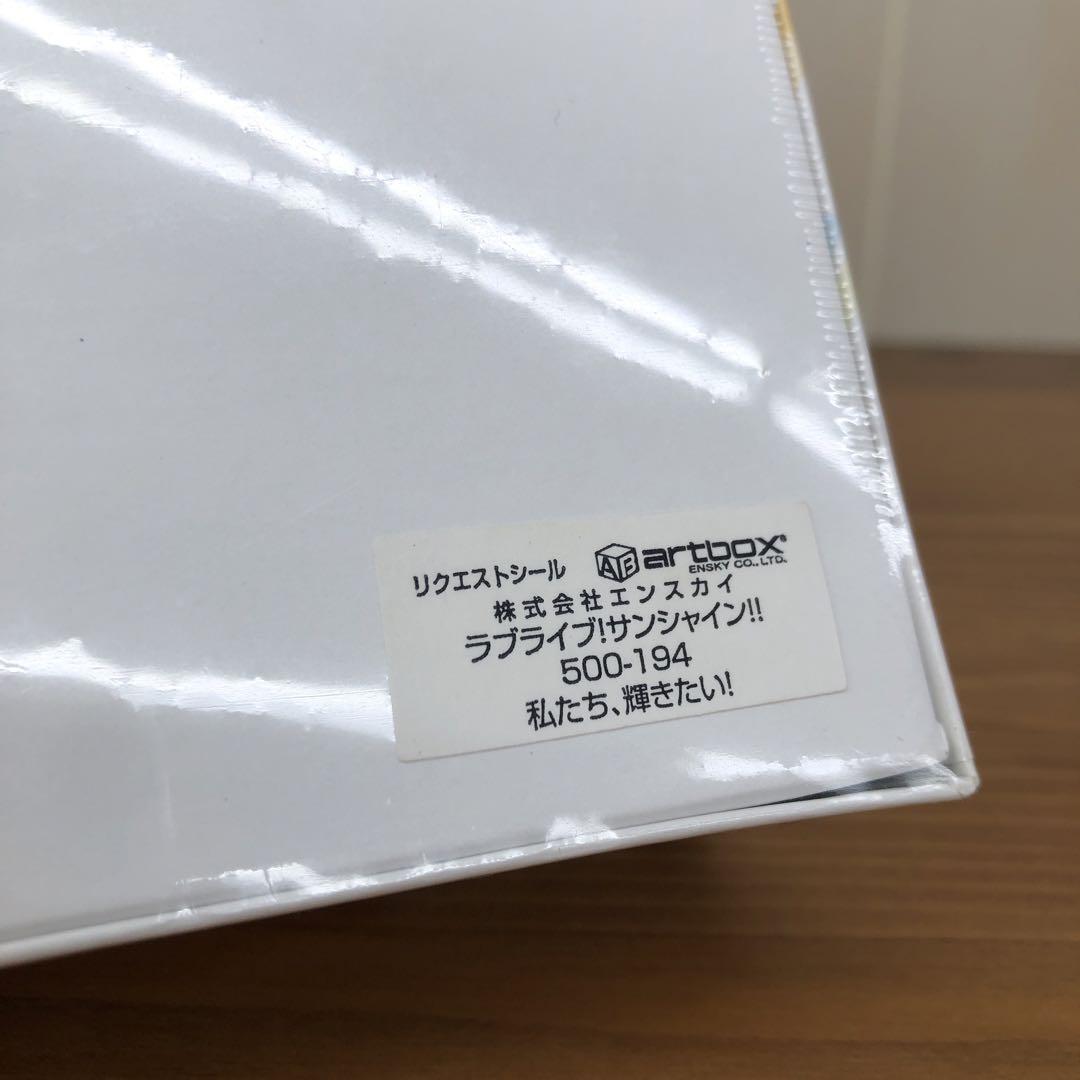 リクエストシール ATB artbox®
ENSKY CO., LTD.
株式会社エンスカイ
ラブライブ!サンシャイン!!
500-194
私たち、輝きたい!